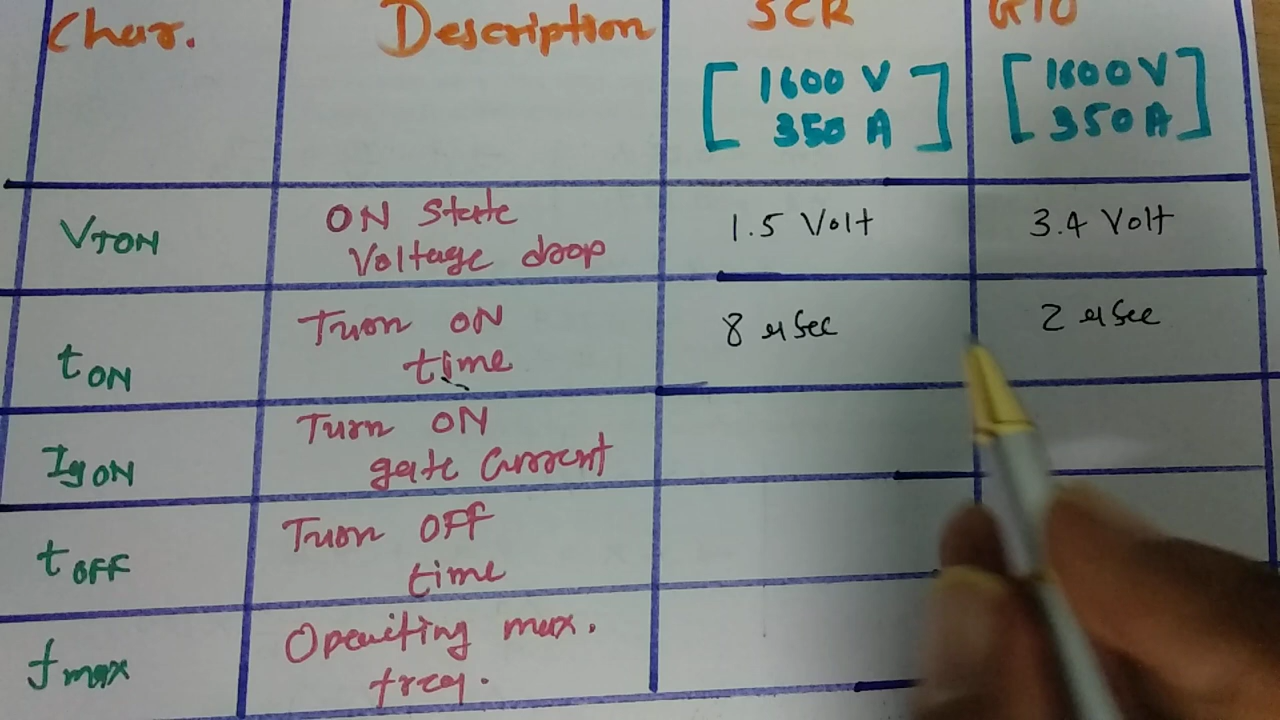 Char. Description SCR GTO
[1600 V [1600 V
350 A] 350 A]
VTON ON State 1.5 Volt 3.4 Volt
Voltage drop
tON Turn ON 8 μSec 2 μSec
time
IgON Turn ON
gate Current
tOFF Turn OFF
time
fmax Operating max.
freq.